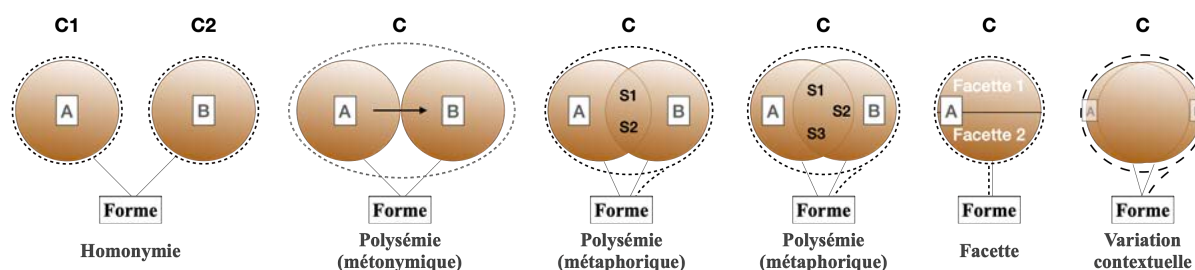 C1
C2
A
B
Forme
Homonymie
C
A
B
Forme
Polysémie
(métonymique)
C
A
S1
S2
B
Forme
Polysémie
(métaphorique)
C
A
S1
S2
S3
B
Forme
Polysémie
(métaphorique)
C
Facette 1
A
Facette 2
Forme
Facette
C
A
Forme
Variation
contextuelle